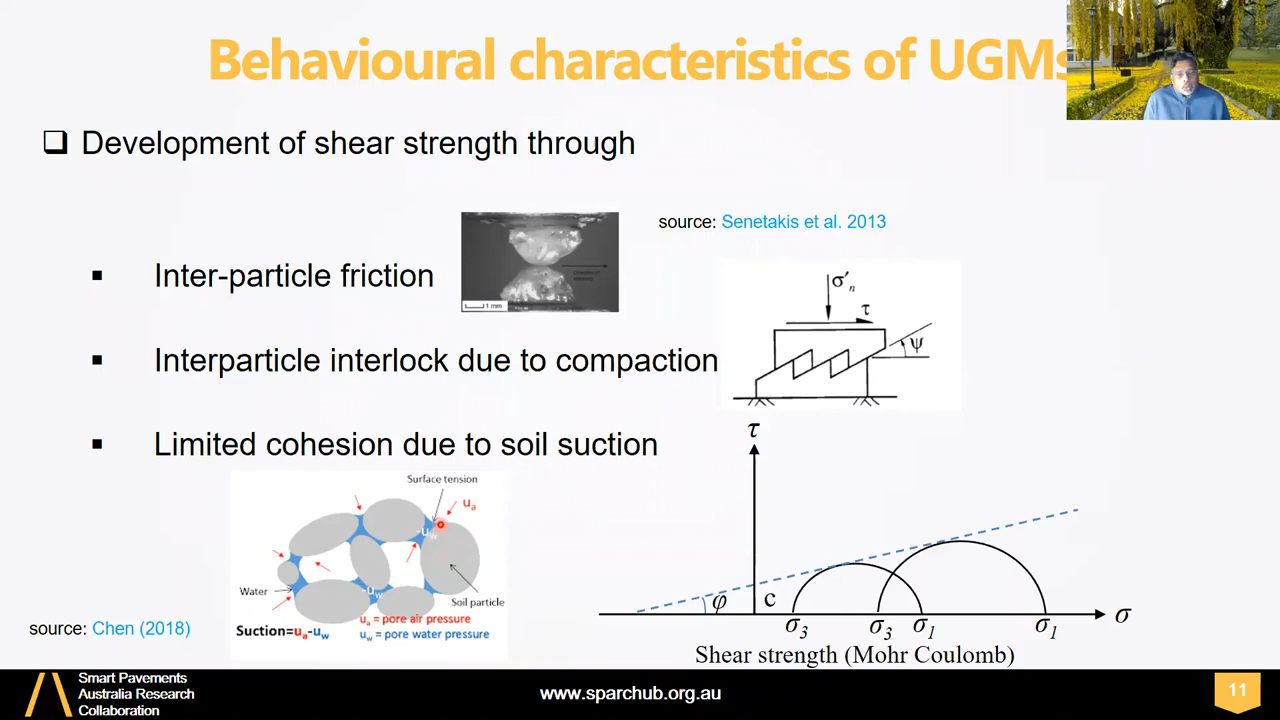 Behavioural characteristics of UGMs
❑ Development of shear strength through
source: Senetakis et al. 2013
▪ Inter-particle friction
1 mm
σ'n
τ
ψ
▪ Interparticle interlock due to compaction
▪ Limited cohesion due to soil suction
Surface tension
ua
-uw
-uw
Water
Soil particle
Suction=ua-uw
ua = pore air pressure
uw = pore water pressure
source: Chen (2018)
τ
φ
c
σ
σ3
σ3
σ1
σ1
Shear strength (Mohr Coulomb)
Smart Pavements
Australia Research
Collaboration
www.sparchub.org.au
11